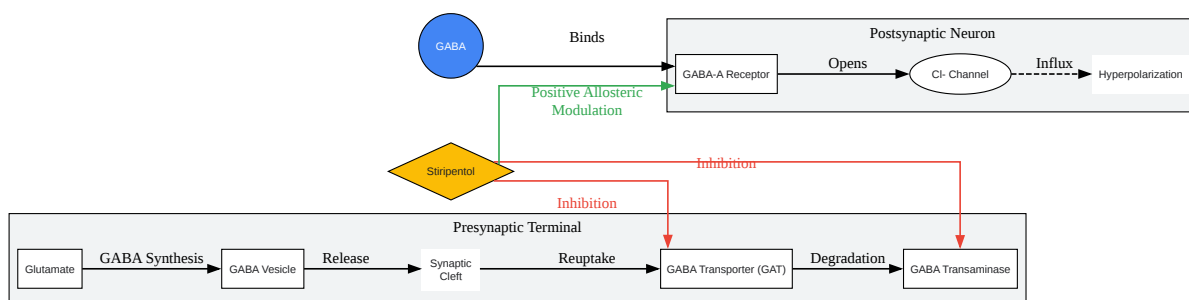 GABA
Binds
Postsynaptic Neuron
GABA-A Receptor
Opens
Cl- Channel
Influx
Hyperpolarization
Positive Allosteric
Modulation
Stiripentol
Inhibition
Inhibition
Presynaptic Terminal
Glutamate
GABA Synthesis
GABA Vesicle
Release
Synaptic
Cleft
Reuptake
GABA Transporter (GAT)
Degradation
GABA Transaminase